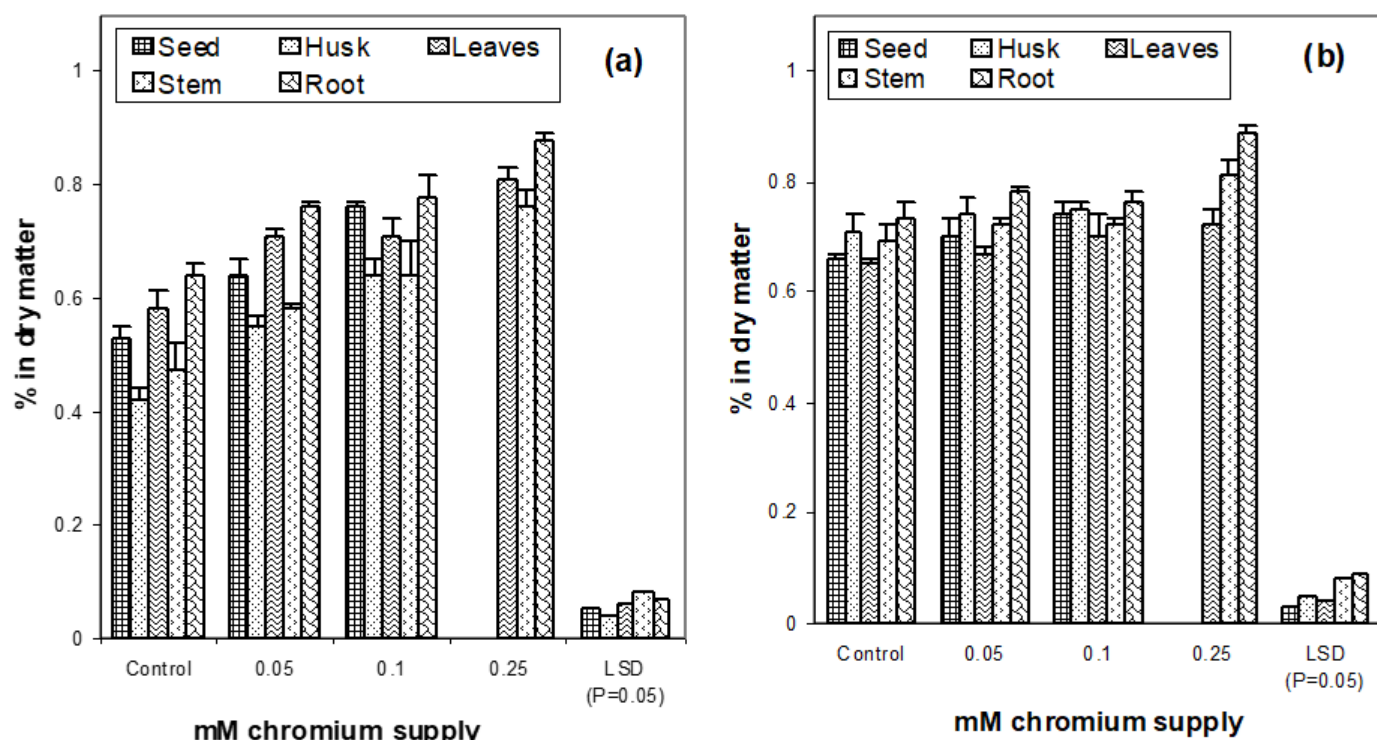 Seed Husk Leaves
Stem Root
(a)
1
0.8
0.6
0.4
0.2
0
% in dry matter
Control 0.05 0.1 0.25 LSD
(P=0.05)
mM chromium supply
Seed Husk Leaves
Stem Root
(b)
1
0.8
0.6
0.4
0.2
0
% in dry matter
Control 0.05 0.1 0.25 LSD
(P=0.05)
mM chromium supply